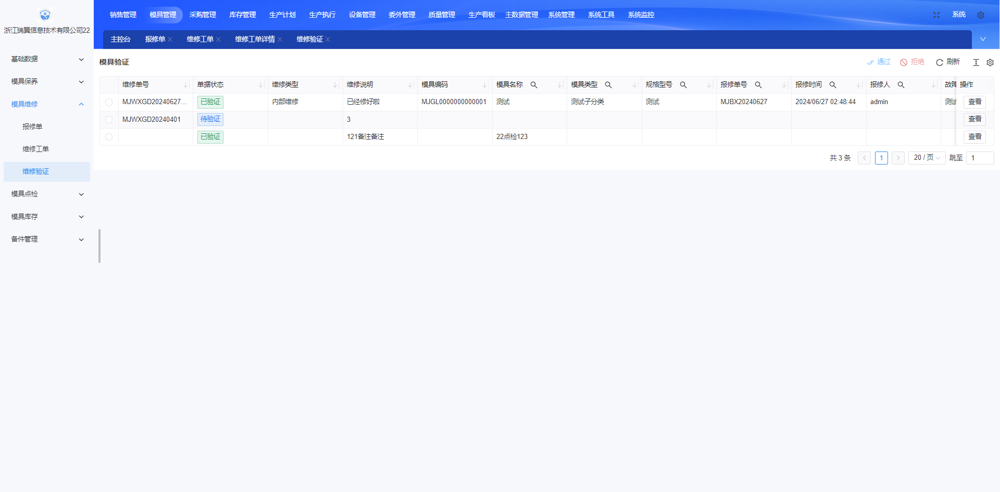 浙江瑞翼信息技术有限公司22
销售管理 模具管理 采购管理 库存管理 生产计划 生产执行 设备管理 委外管理 质量管理 生产看板 主数据管理 系统管理 系统工具 系统监控 系统
主控台 报修单 维修工单 维修工单详情 维修验证
基础数据
模具保养
模具维修
报修单
维修工单
维修验证
模具点检
模具库存
备件管理
模具验证 通过 拒绝 刷新
维修单号 单据状态 维修类型 维修说明 模具编码 模具名称 模具类型 规格型号 报修单号 报修时间 报修人 故障 操作
MJWXGD20240627... 已验证 内部维修 已经修好啦 MJGL0000000000001 测试 测试子分类 测试 MJBX20240627 2024/06/27 02:48:44 admin 测试 查看
MJWXGD20240401 待验证 3 查看
已验证 121备注备注 22点检123 查看
共 3 条 1 20 / 页 跳至 1